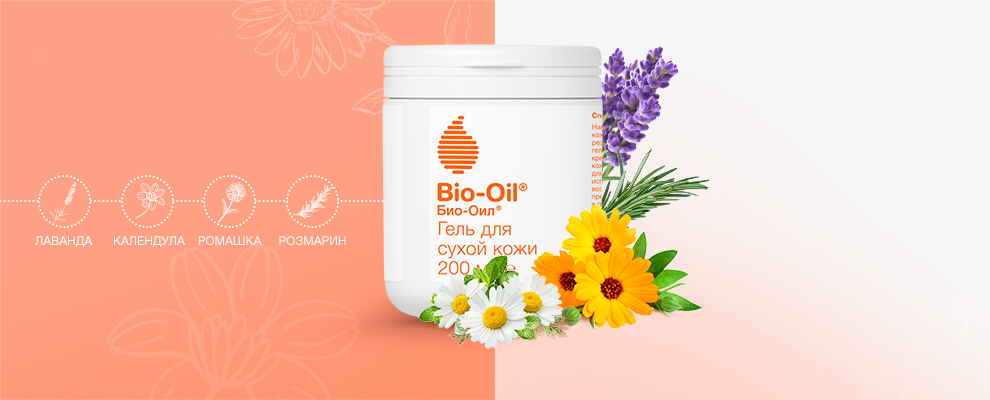 ЛАВАНДА
КАЛЕНДУЛА
РОМАШКА
РОЗМАРИН
Bio-Oil®
Био-Оил®
Гель для
сухой кожи
200